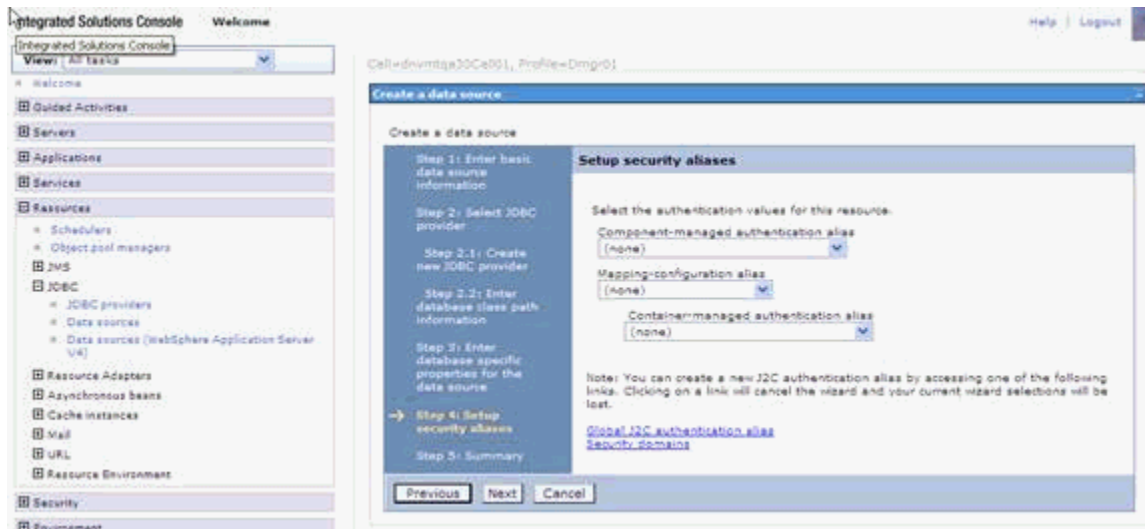 Integrated Solutions Console Welcome
Help | Logout
Integrated Solutions Console
View: All tasks
Cell=dnvmtqa30Cell01, Profile=Dmgr01
Welcome
Guided Activities
Servers
Applications
Services
Resources
Schedulers
Object pool managers
JMS
JDBC
JDBC providers
Data sources
Data sources (WebSphere Application Server
V4)
Resource Adapters
Asynchronous beans
Cache instances
Mail
URL
Resource Environment
Security
Environment
Create a data source
Create a data source
Step 1: Enter basic
data source
information
Step 2: Select JDBC
provider
Step 2.1: Create
new JDBC provider
Step 2.2: Enter
database class path
information
Step 3: Enter
database specific
properties for the
data source
Step 4: Setup
security aliases
Step 5: Summary
Setup security aliases
Select the authentication values for this resource.
Component-managed authentication alias
(none)
Mapping-configuration alias
(none)
Container-managed authentication alias
(none)
Note: You can create a new J2C authentication alias by accessing one of the following
links. Clicking on a link will cancel the wizard and your current wizard selections will be
lost.
Global J2C authentication alias
Security domains
Previous Next Cancel